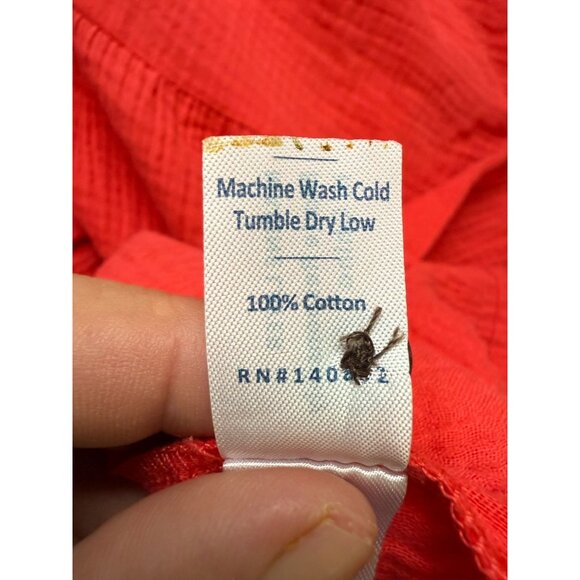 Machine Wash Cold
Tumble Dry Low
100% Cotton